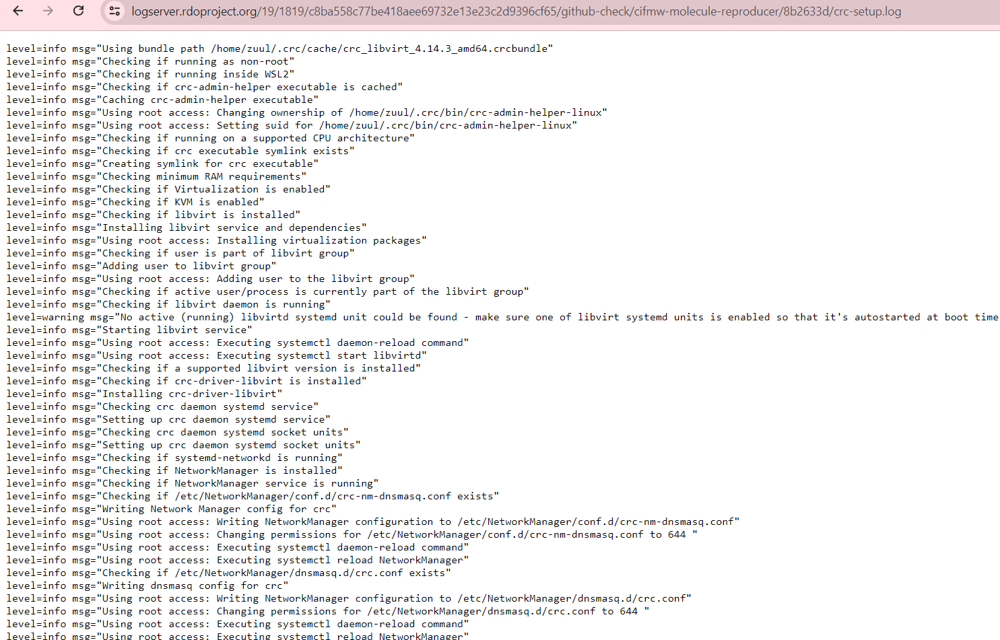 logserver.rdoproject.org/19/1819/c8ba558c77be418aee69732e13e23c2d9396cf65/github-check/cifmw-molecule-reproducer/8b2633d/crc-setup.log
level=info msg="Using bundle path /home/zuul/.crc/cache/crc_libvirt_4.14.3_amd64.crcbundle"
level=info msg="Checking if running as non-root"
level=info msg="Checking if running inside WSL2"
level=info msg="Checking if crc-admin-helper executable is cached"
level=info msg="Caching crc-admin-helper executable"
level=info msg="Using root access: Changing ownership of /home/zuul/.crc/bin/crc-admin-helper-linux"
level=info msg="Using root access: Setting suid for /home/zuul/.crc/bin/crc-admin-helper-linux"
level=info msg="Checking if running on a supported CPU architecture"
level=info msg="Checking if crc executable symlink exists"
level=info msg="Creating symlink for crc executable"
level=info msg="Checking minimum RAM requirements"
level=info msg="Checking if Virtualization is enabled"
level=info msg="Checking if KVM is enabled"
level=info msg="Checking if libvirt is installed"
level=info msg="Installing libvirt service and dependencies"
level=info msg="Using root access: Installing virtualization packages"
level=info msg="Checking if user is part of libvirt group"
level=info msg="Adding user to libvirt group"
level=info msg="Using root access: Adding user to the libvirt group"
level=info msg="Checking if active user/process is currently part of the libvirt group"
level=info msg="Checking if libvirt daemon is running"
level=warning msg="No active (running) libvirtd systemd unit could be found - make sure one of libvirt systemd units is enabled so that it's autostarted at boot time
level=info msg="Starting libvirt service"
level=info msg="Using root access: Executing systemctl daemon-reload command"
level=info msg="Using root access: Executing systemctl start libvirtd"
level=info msg="Checking if a supported libvirt version is installed"
level=info msg="Checking if crc-driver-libvirt is installed"
level=info msg="Installing crc-driver-libvirt"
level=info msg="Checking crc daemon systemd service"
level=info msg="Setting up crc daemon systemd service"
level=info msg="Checking crc daemon systemd socket units"
level=info msg="Setting up crc daemon systemd socket units"
level=info msg="Checking if systemd-networkd is running"
level=info msg="Checking if NetworkManager is installed"
level=info msg="Checking if NetworkManager service is running"
level=info msg="Checking if /etc/NetworkManager/conf.d/crc-nm-dnsmasq.conf exists"
level=info msg="Writing Network Manager config for crc"
level=info msg="Using root access: Writing NetworkManager configuration to /etc/NetworkManager/conf.d/crc-nm-dnsmasq.conf"
level=info msg="Using root access: Changing permissions for /etc/NetworkManager/conf.d/crc-nm-dnsmasq.conf to 644 "
level=info msg="Using root access: Executing systemctl daemon-reload command"
level=info msg="Using root access: Executing systemctl reload NetworkManager"
level=info msg="Checking if /etc/NetworkManager/dnsmasq.d/crc.conf exists"
level=info msg="Writing dnsmasq config for crc"
level=info msg="Using root access: Writing NetworkManager configuration to /etc/NetworkManager/dnsmasq.d/crc.conf"
level=info msg="Using root access: Changing permissions for /etc/NetworkManager/dnsmasq.d/crc.conf to 644 "
level=info msg="Using root access: Executing systemctl daemon-reload command"
level=info msg="Using root access: Executing systemctl reload NetworkManager"